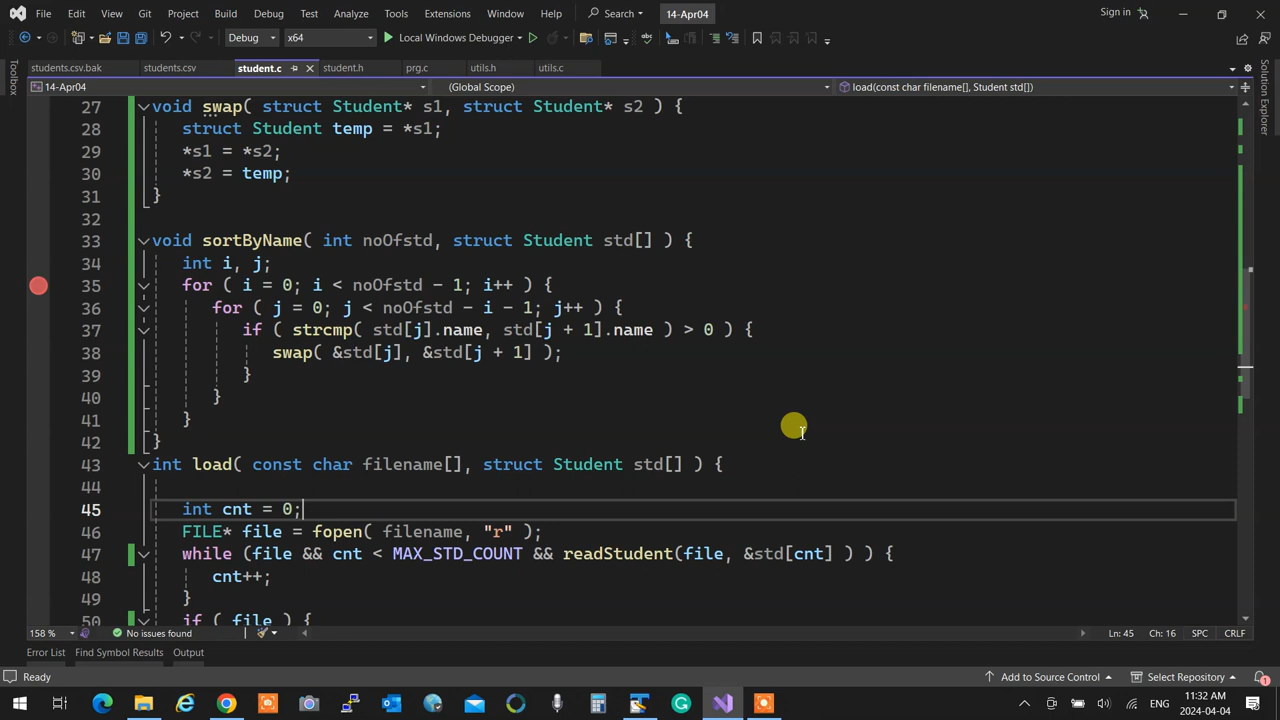 File Edit View Git Project Build Debug Test Analyze Tools Extensions Window Help Search 14-Apr04 Sign in
Debug x64 Local Windows Debugger
students.csv.bak students.csv student.c student.h prg.c utils.h utils.c
14-Apr04 (Global Scope) load(const char filename[], Student std[])
Toolbox
Solution Explorer
27 void swap( struct Student* s1, struct Student* s2 ) {
28 struct Student temp = *s1;
29 *s1 = *s2;
30 *s2 = temp;
31 }
32
33 void sortByName( int noOfstd, struct Student std[] ) {
34 int i, j;
35 for ( i = 0; i < noOfstd - 1; i++ ) {
36 for ( j = 0; j < noOfstd - i - 1; j++ ) {
37 if ( strcmp( std[j].name, std[j + 1].name ) > 0 ) {
38 swap( &std[j], &std[j + 1] );
39 }
40 }
41 }
42 }
43 int load( const char filename[], struct Student std[] ) {
44
45 int cnt = 0;
46 FILE* file = fopen( filename, "r" );
47 while (file && cnt < MAX_STD_COUNT && readStudent(file, &std[cnt] ) ) {
48 cnt++;
49 }
50 if ( file ) {
158 % No issues found Ln: 45 Ch: 16 SPC CRLF
Error List Find Symbol Results Output
Ready Add to Source Control Select Repository 1
ENG 11:32 AM
2024-04-04